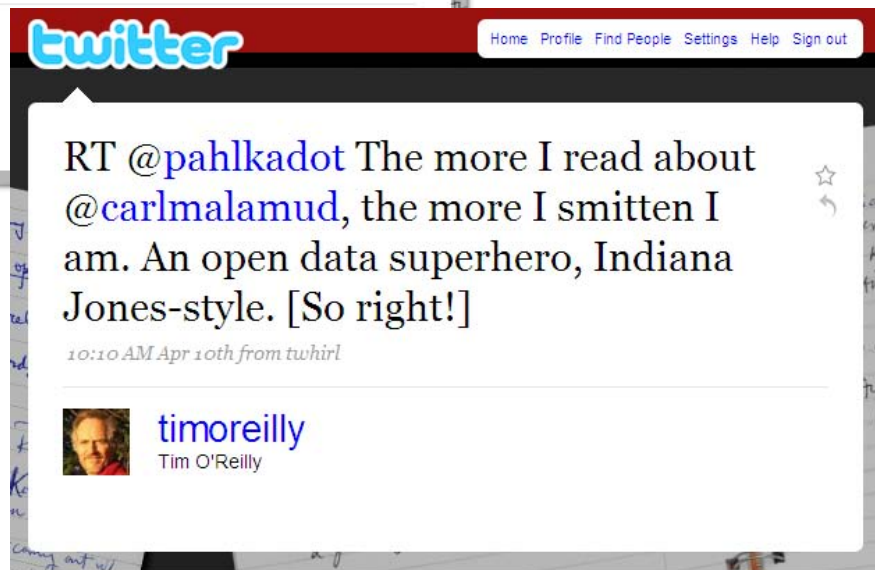 twitter
Home Profile Find People Settings Help Sign out
RT @pahlkadot The more I read about
@carlmalamud, the more I smitten I
am. An open data superhero, Indiana
Jones-style. [So right!]
10:10 AM Apr 10th from twhirl
timoreilly
Tim O'Reilly
coming out